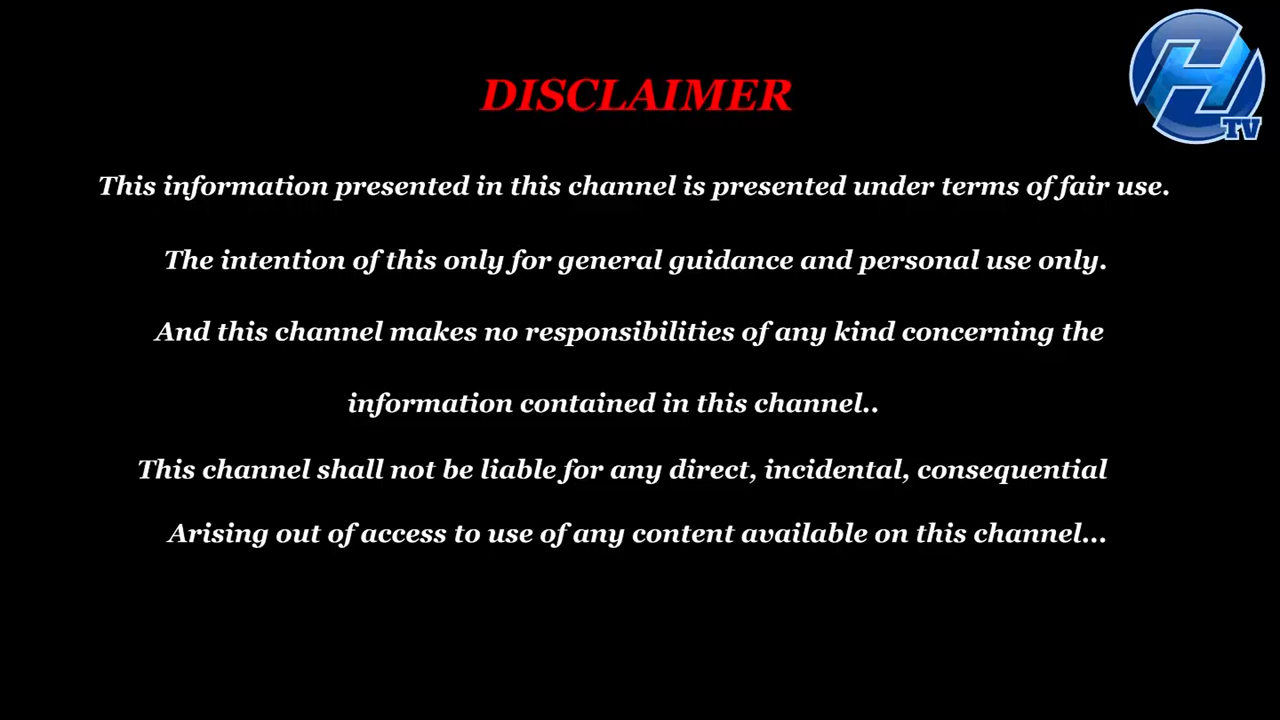 H
TV
DISCLAIMER
This information presented in this channel is presented under terms of fair use.
The intention of this only for general guidance and personal use only.
And this channel makes no responsibilities of any kind concerning the
information contained in this channel..
This channel shall not be liable for any direct, incidental, consequential
Arising out of access to use of any content available on this channel...